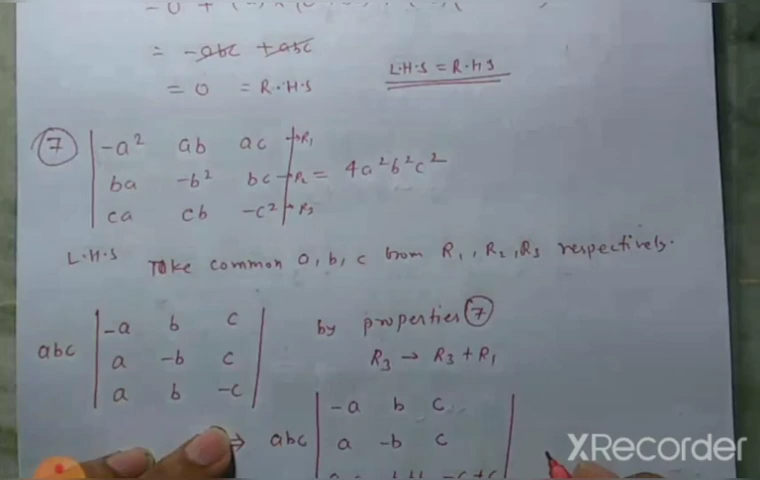 = -abc + abc
= 0 = R.H.S
L.H.S = R.H.S
7
-a² ab ac → R1
ba -b² bc → R2 = 4a²b²c²
ca cb -c² → R3
L.H.S Take common a, b, c from R1, R2, R3 respectively.
abc
-a b c
a -b c
a b -c
by properties 7
R3 → R3 + R1
⇒ abc
-a b c
a -b c
-c+c
XRecorder